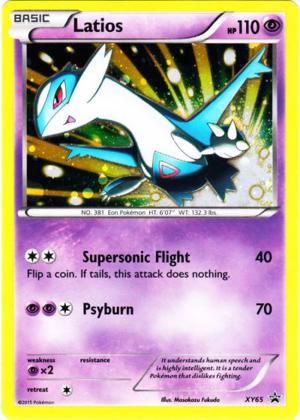 BASIC
Latios HP110
NO. 381 Eon Pokémon HT. 6'07" WT. 132.3 lbs.
Supersonic Flight 40
Flip a coin. If tails, this attack does nothing.
Psyburn 70
weakness resistance
×2
retreat
It understands human speech and
is highly intelligent. It is a tender
Pokémon that dislikes fighting.
©2015 Pokémon Illus. Masakazu Fukuda XY65
PROMO